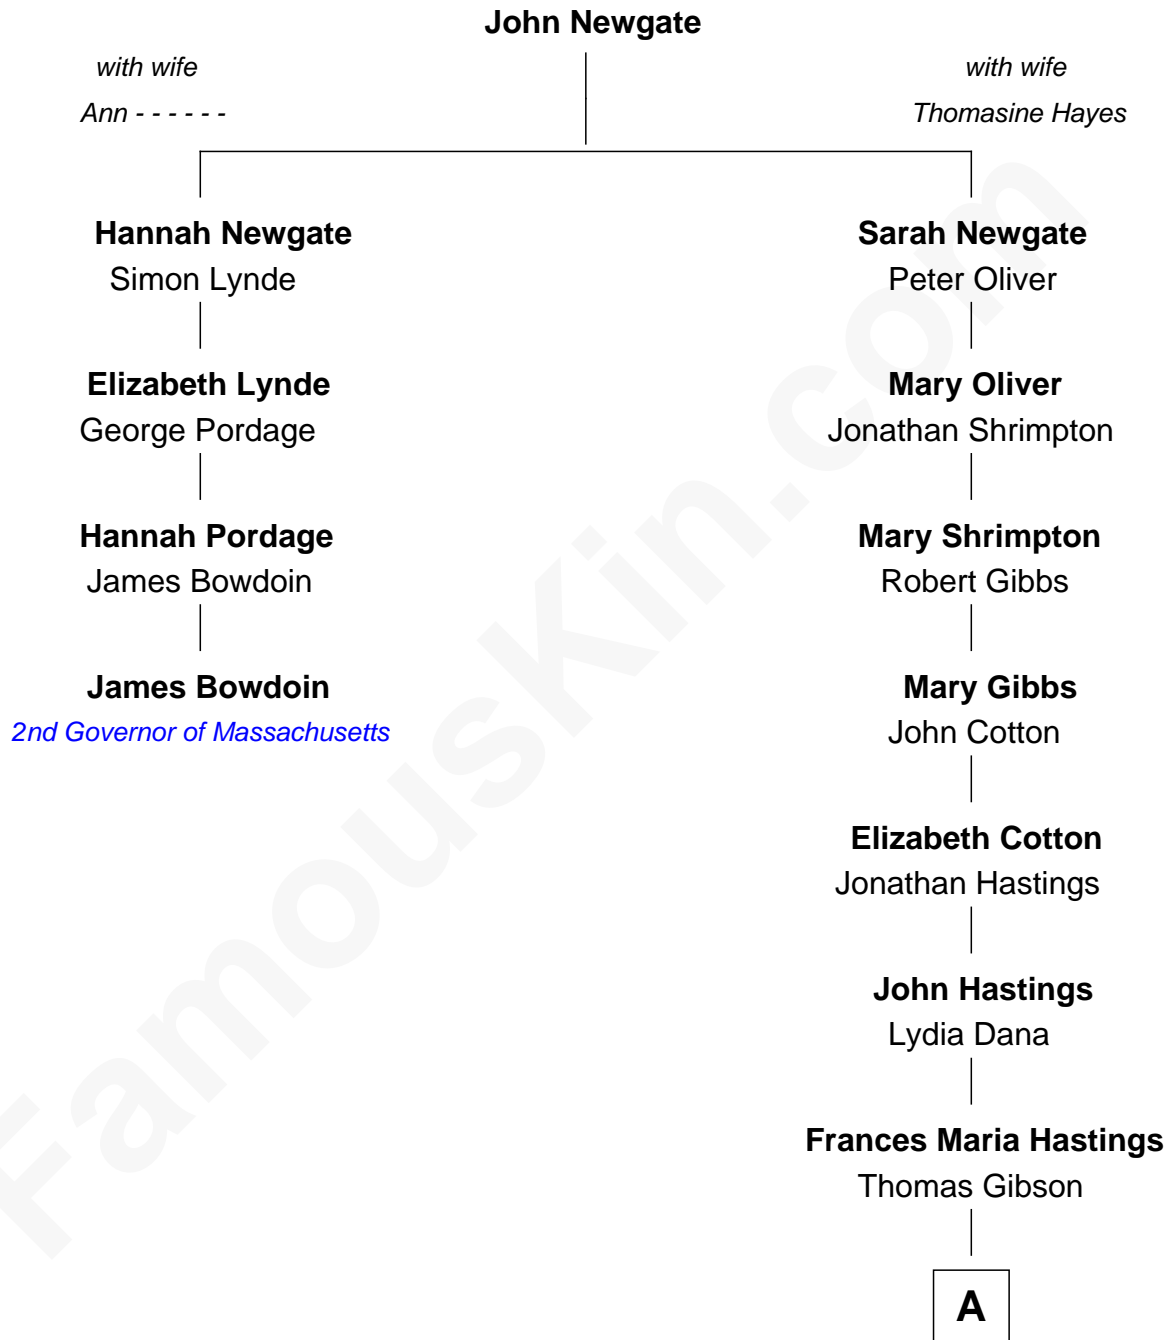 John Newgate
with wife
Ann - - - - - -
with wife
Thomasine Hayes
Hannah Newgate
Simon Lynde
Sarah Newgate
Peter Oliver
Elizabeth Lynde
George Pordage
Mary Oliver
Jonathan Shrimpton
Hannah Pordage
James Bowdoin
Mary Shrimpton
Robert Gibbs
James Bowdoin
2nd Governor of Massachusetts
Mary Gibbs
John Cotton
Elizabeth Cotton
Jonathan Hastings
John Hastings
Lydia Dana
Frances Maria Hastings
Thomas Gibson
A
FamousKin.com